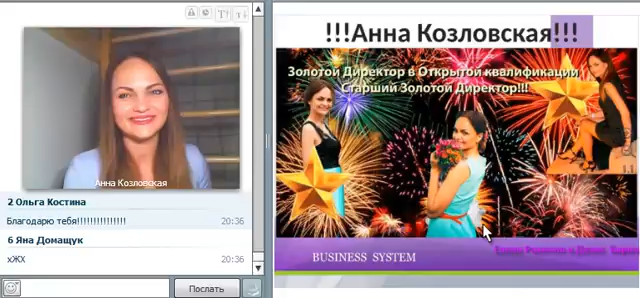 Анна Козловская
2 Ольга Костина
Благодарю тебя!!!!!!!!!!!!!!! 20:36
6 Яна Домащук
хЖХ 20:36
Послать
!!!Анна Козловская!!!
Золотой Директор в Открытой квалификации
Старший Золотой Директор!!!
BUSINESS SYSTEM